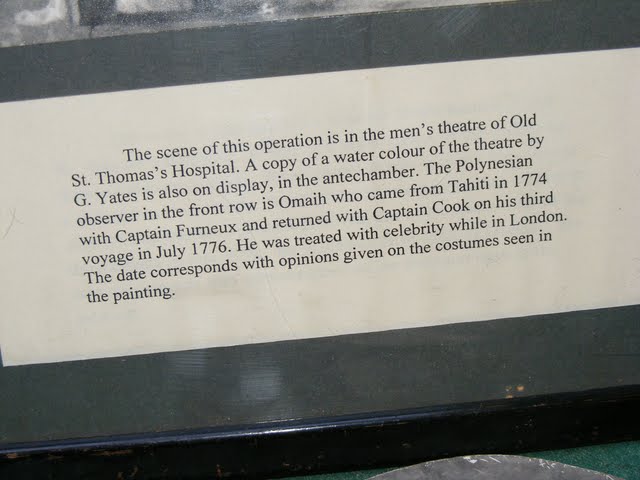 The scene of this operation is in the men's theatre of Old
St. Thomas's Hospital. A copy of a water colour of the theatre by
G. Yates is also on display, in the antechamber. The Polynesian
observer in the front row is Omaih who came from Tahiti in 1774
with Captain Furneux and returned with Captain Cook on his third
voyage in July 1776. He was treated with celebrity while in London.
The date corresponds with opinions given on the costumes seen in
the painting.